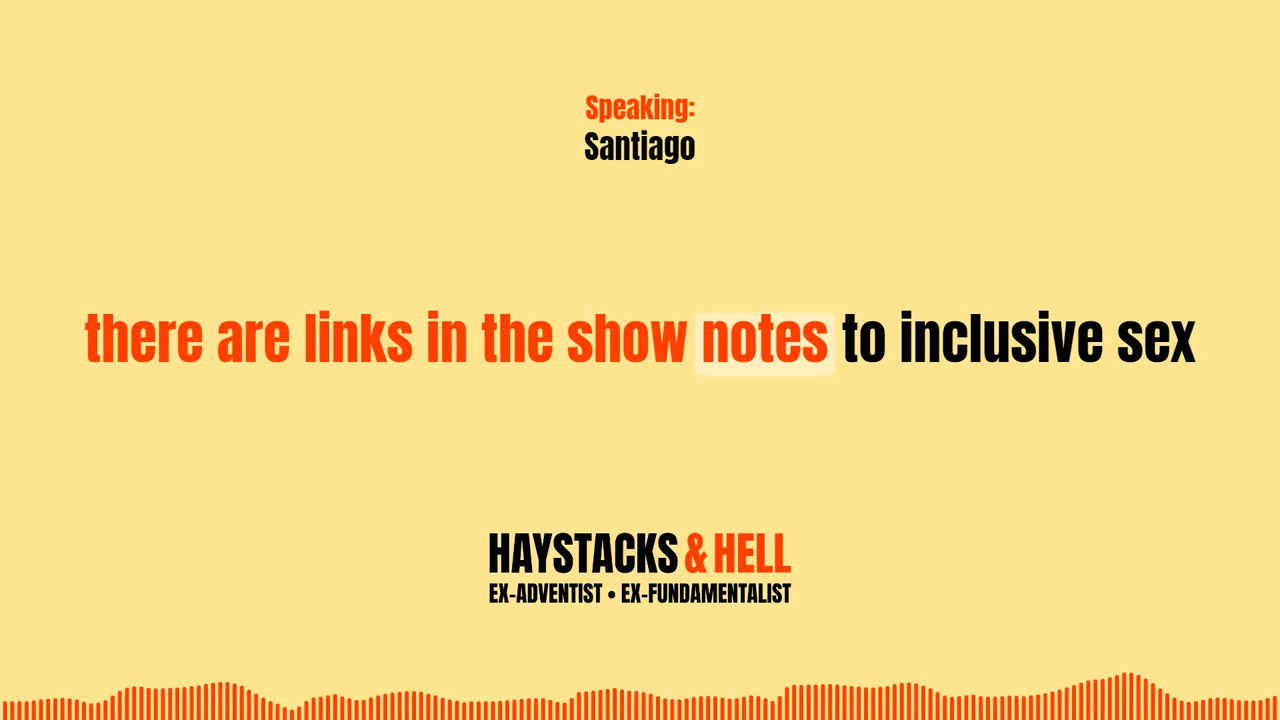 Speaking:
Santiago
there are links in the show notes to inclusive sex
HAYSTACKS & HELL
EX-ADVENTIST • EX-FUNDAMENTALIST